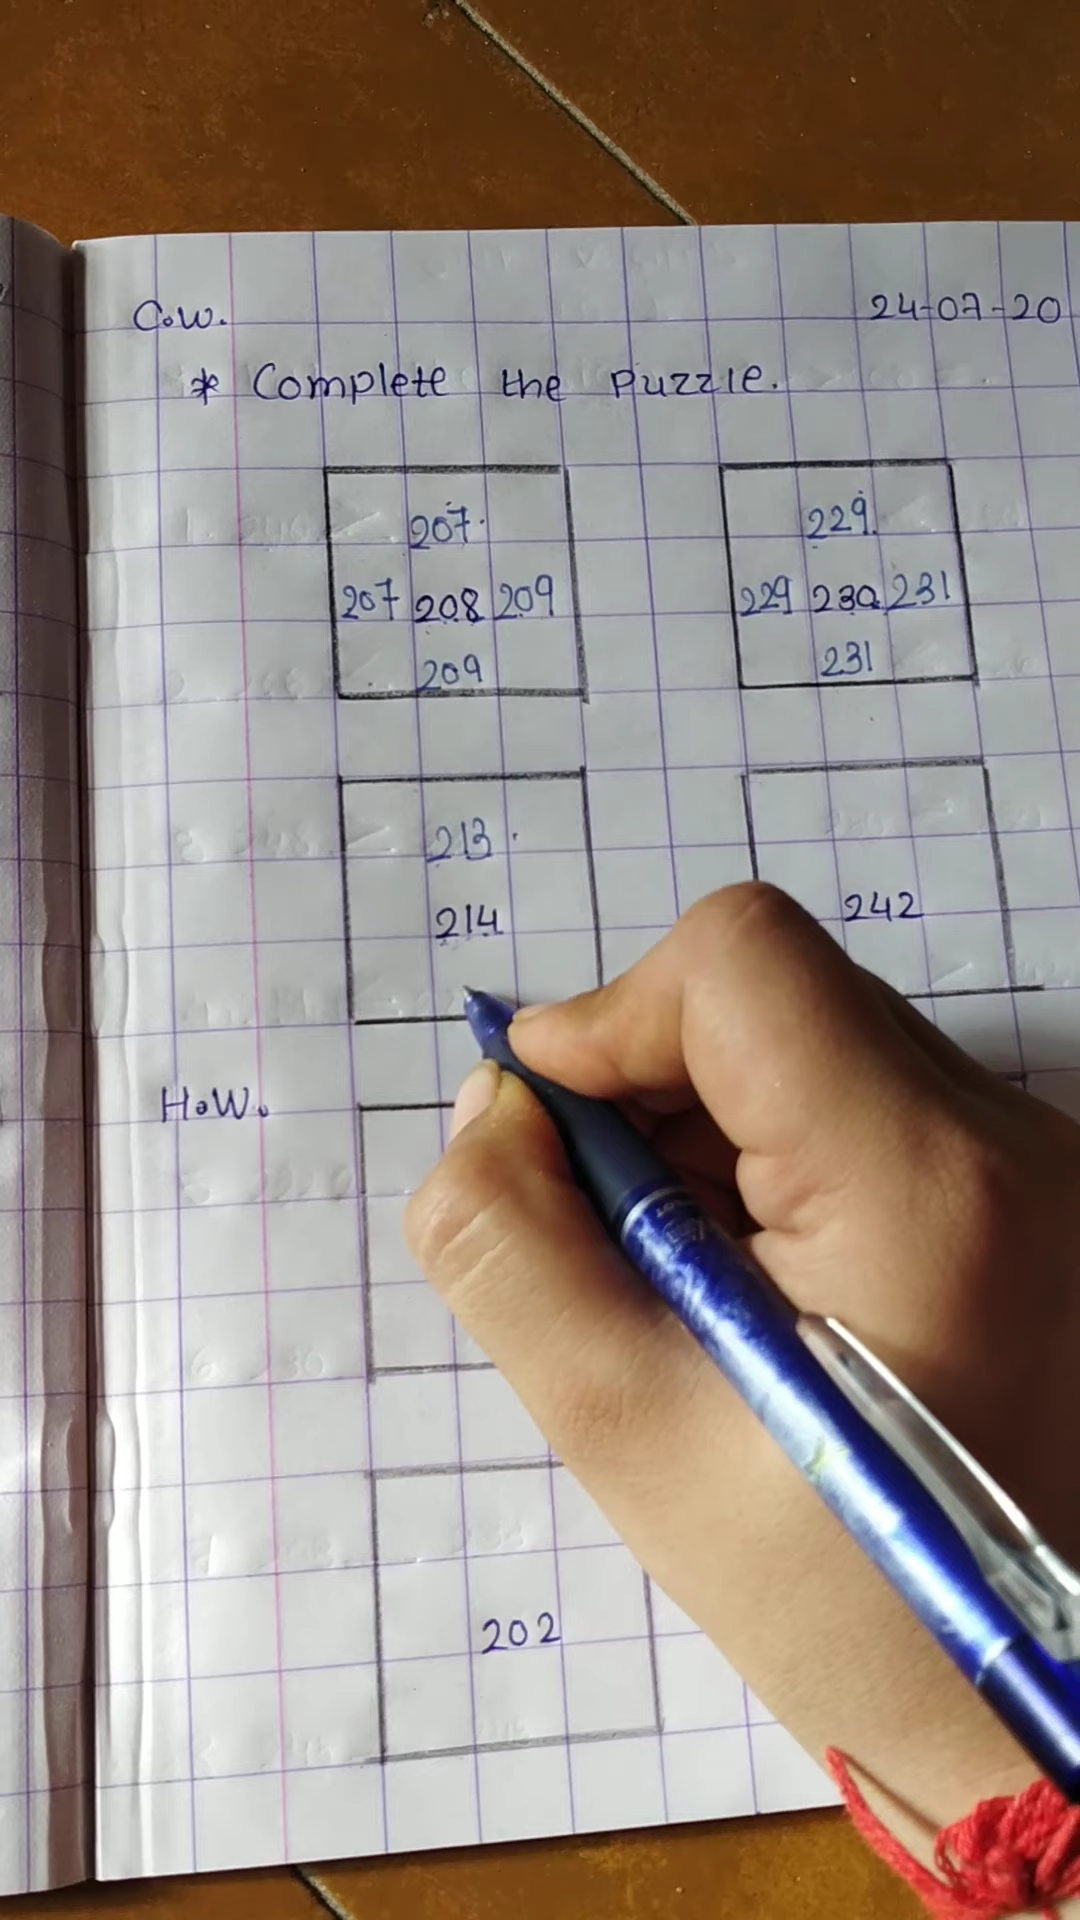 C.W. 24-07-20
* Complete the puzzle.
207 229
207 208 209 229 230 231
209 231
213
214 242
H.W.
202